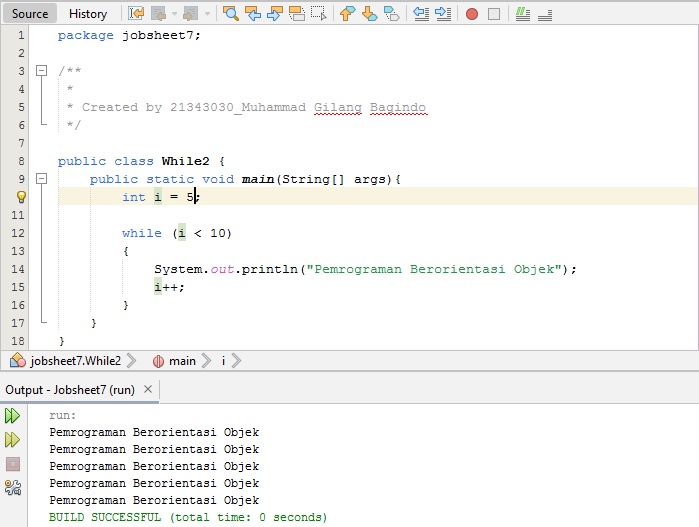 Source History
1 package jobsheet7;
2
3 /**
4 *
5 * Created by 21343030_Muhammad Gilang Bagindo
6 */
7
8 public class While2 {
9 public static void main(String[] args){
int i = 5;
11
12 while (i < 10)
13 {
14 System.out.println("Pemrograman Berorientasi Objek");
15 i++;
16 }
17 }
18 }
jobsheet7.While2 main i
Output - Jobsheet7 (run) ×
run:
Pemrograman Berorientasi Objek
Pemrograman Berorientasi Objek
Pemrograman Berorientasi Objek
Pemrograman Berorientasi Objek
Pemrograman Berorientasi Objek
BUILD SUCCESSFUL (total time: 0 seconds)